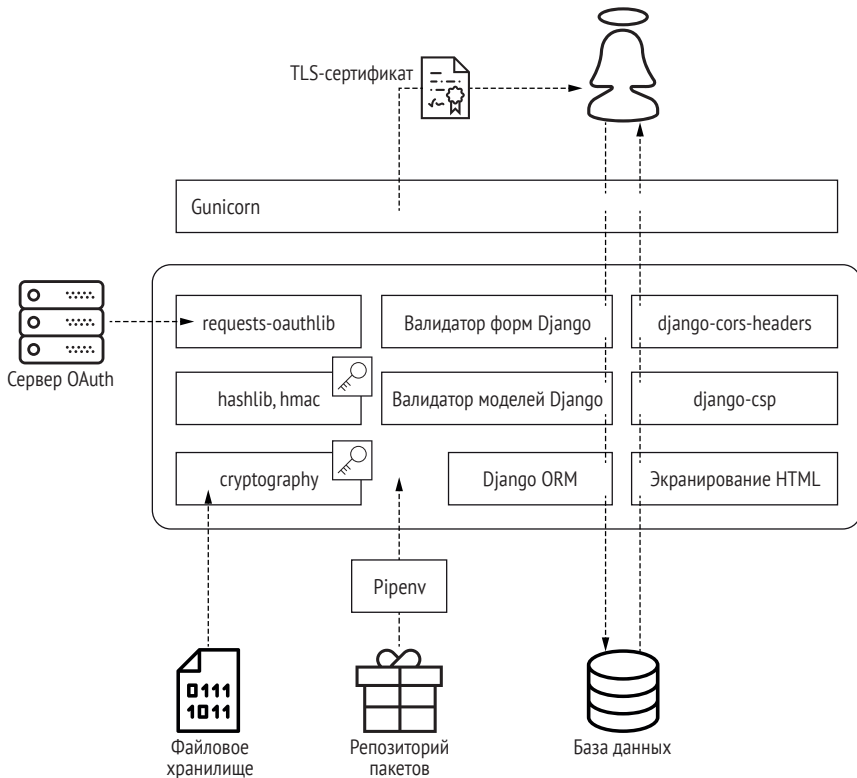 TLS-сертификат
Gunicorn
requests-oauthlib
Валидатор форм Django
django-cors-headers
Сервер OAuth
hashlib, hmac
Валидатор моделей Django
django-csp
cryptography
Django ORM
Экранирование HTML
Pipenv
0111
1011
Файловое
хранилище
Репозиторий
пакетов
База данных